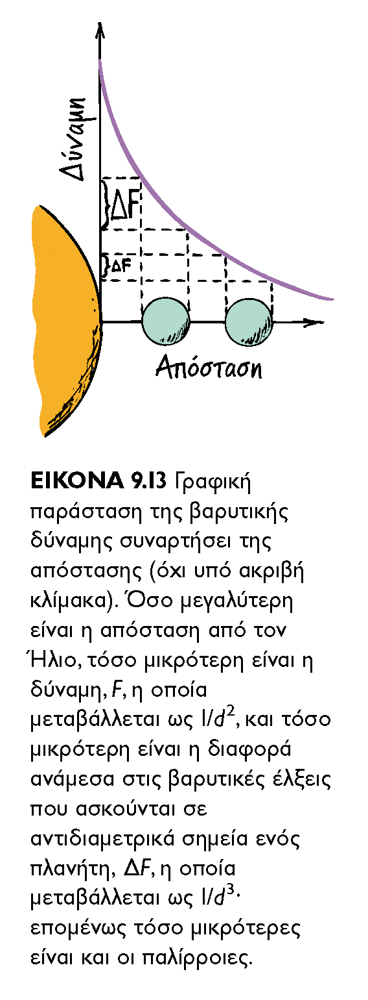 Δύναμη
ΔF
ΔF
Απόσταση
ΕΙΚΟΝΑ 9.13 Γραφική
παράσταση της βαρυτικής
δύναμης συναρτήσει της
απόστασης (όχι υπό ακριβή
κλίμακα). Όσο μεγαλύτερη
είναι η απόσταση από τον
Ήλιο, τόσο μικρότερη είναι η
δύναμη, F, η οποία
μεταβάλλεται ως 1/d², και τόσο
μικρότερη είναι η διαφορά
ανάμεσα στις βαρυτικές έλξεις
που ασκούνται σε
αντιδιαμετρικά σημεία ενός
πλανήτη, ΔF, η οποία
μεταβάλλεται ως 1/d³·
επομένως τόσο μικρότερες
είναι και οι παλίρροιες.